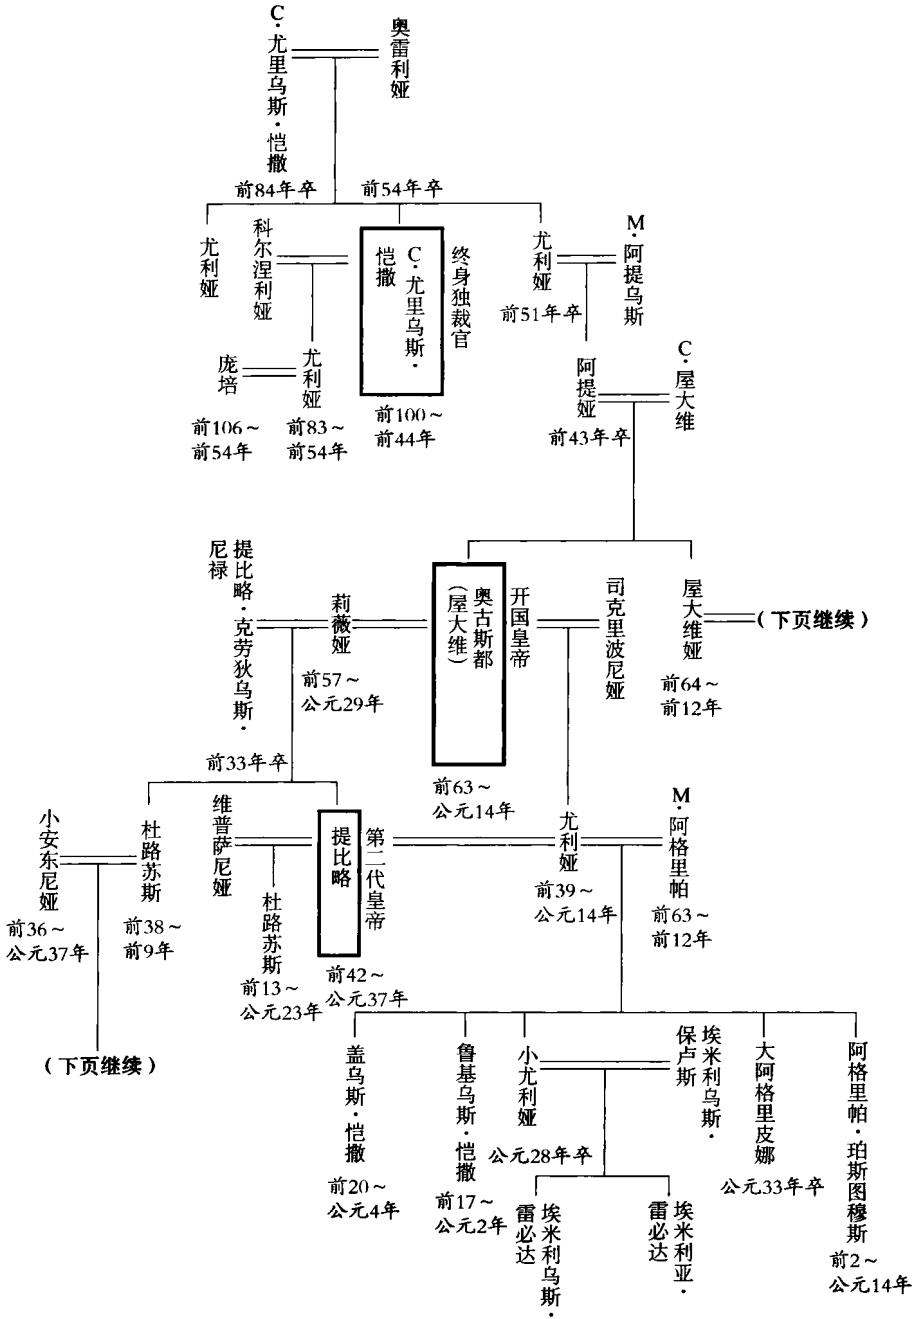 C·尤里乌斯·恺撒
奥雷利娅
前84年卒
前54年卒
尤利娅
科尔涅利娅
C·尤里乌斯·
恺撒
终身独裁官
尤利娅
M·阿提乌斯
前51年卒
庞培
尤利娅
阿提娅
C·屋大维
前106~
前54年
前83~
前54年
前100~
前44年
前43年卒
提比略·克劳狄乌斯·
尼禄
莉薇娅
奥古斯都
(屋大维)
开国皇帝
司克里波尼娅
屋大维娅
(下页继续)
前57~
公元29年
前64~
前12年
前33年卒
前63~
公元14年
小安东尼娅
杜路苏斯
维普萨尼娅
提比略
第二代皇帝
尤利娅
M·阿格里帕
前36~
公元37年
前38~
前9年
杜路苏斯
前39~
公元14年
前63~
前12年
前13~
公元23年
前42~
公元37年
(下页继续)
盖乌斯·恺撒
鲁基乌斯·恺撒
小尤利娅
埃米利乌斯·
保卢斯
大阿格里皮娜
阿格里帕·珀斯图穆斯
公元28年卒
前20~
公元4年
前17~
公元2年
公元33年卒
埃米利乌斯·
雷必达
埃米利亚·
雷必达
前2~
公元14年